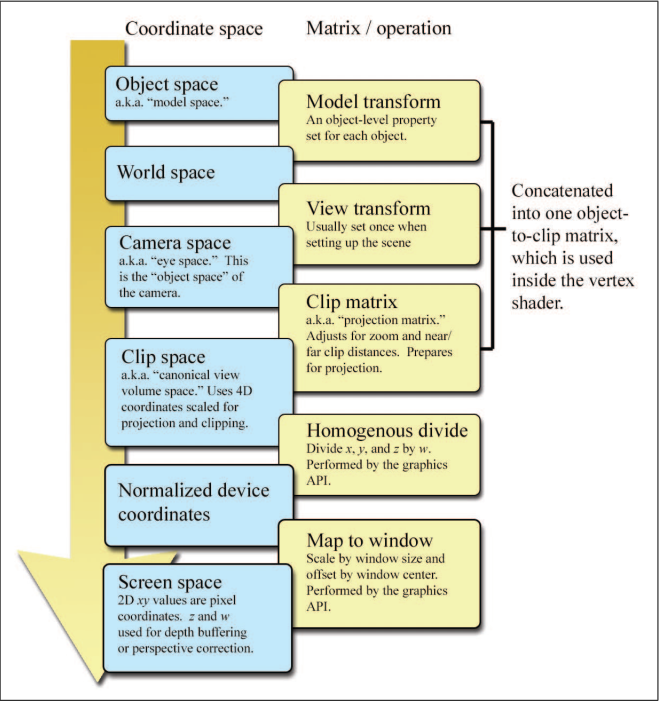 Coordinate space
Matrix / operation
Object space
a.k.a. “model space.”
Model transform
An object-level property
set for each object.
World space
View transform
Usually set once when
setting up the scene
Camera space
a.k.a. “eye space.” This
is the “object space” of
the camera.
Clip matrix
a.k.a. “projection matrix.”
Adjusts for zoom and near/
far clip distances. Prepares
for projection.
Concatenated
into one object-
to-clip matrix,
which is used
inside the vertex
shader.
Clip space
a.k.a. “canonical view
volume space.” Uses 4D
coordinates scaled for
projection and clipping.
Homogenous divide
Divide x, y, and z by w.
Performed by the graphics
API.
Normalized device
coordinates
Map to window
Scale by window size and
offset by window center.
Performed by the graphics
API.
Screen space
2D xy values are pixel
coordinates. z and w
used for depth buffering
or perspective correction.